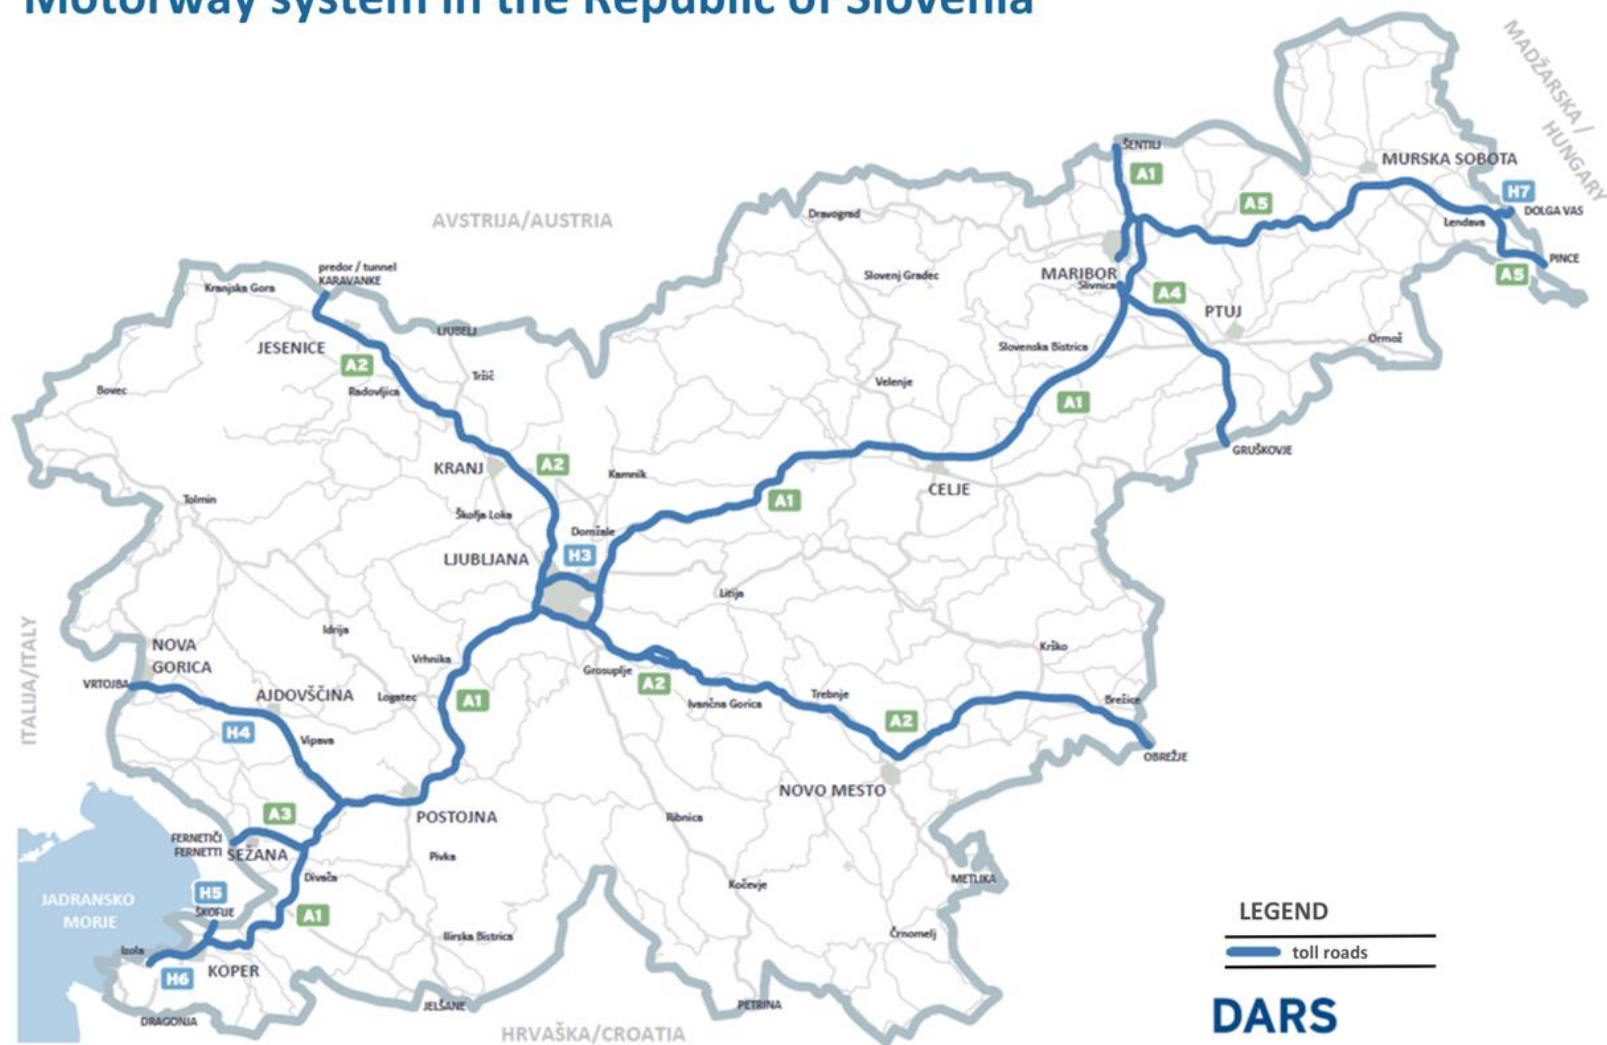 Motorway system in the Republic of Slovenia
MADŽARSKA /
HUNGARY
AVSTRIJA/AUSTRIA
ITALIJA/ITALY
HRVAŠKA/CROATIA
JADRANSKO
MORJE
ŠENTILJ
A1
MURSKA SOBOTA
H7
DOLGA VAS
A5
Lendava
PINCE
A5
Dravograd
Slovenj Gradec
MARIBOR
Slivnica
A4
PTUJ
Ormož
Slovenska Bistrica
predor / tunnel
KARAVANKE
Kranjska Gora
LJUBELJ
JESENICE
A2
Tržič
Bovec
Radovljica
Velenje
A1
GRUŠKOVJE
KRANJ
A2
Kamnik
CELJE
A1
Tolmin
Škofja Loka
Domžale
LJUBLJANA
H3
Litija
Idrija
Krško
NOVA
GORICA
Vrhnika
Grosuplje
VRTOJBA
AJDOVŠČINA
Logatec
A1
A2
Ivančna Gorica
Trebnje
Brežice
H4
Vipava
A2
OBREŽJE
NOVO MESTO
A3
POSTOJNA
Ribnica
FERNETIČI
FERNETTI
SEŽANA
Pivka
Divača
Kočevje
METLIKA
H5
ŠKOFIJE
A1
Ilirska Bistrica
Črnomelj
Izola
H6
KOPER
JELŠANE
PETRINA
DRAGONJA
LEGEND
toll roads
DARS